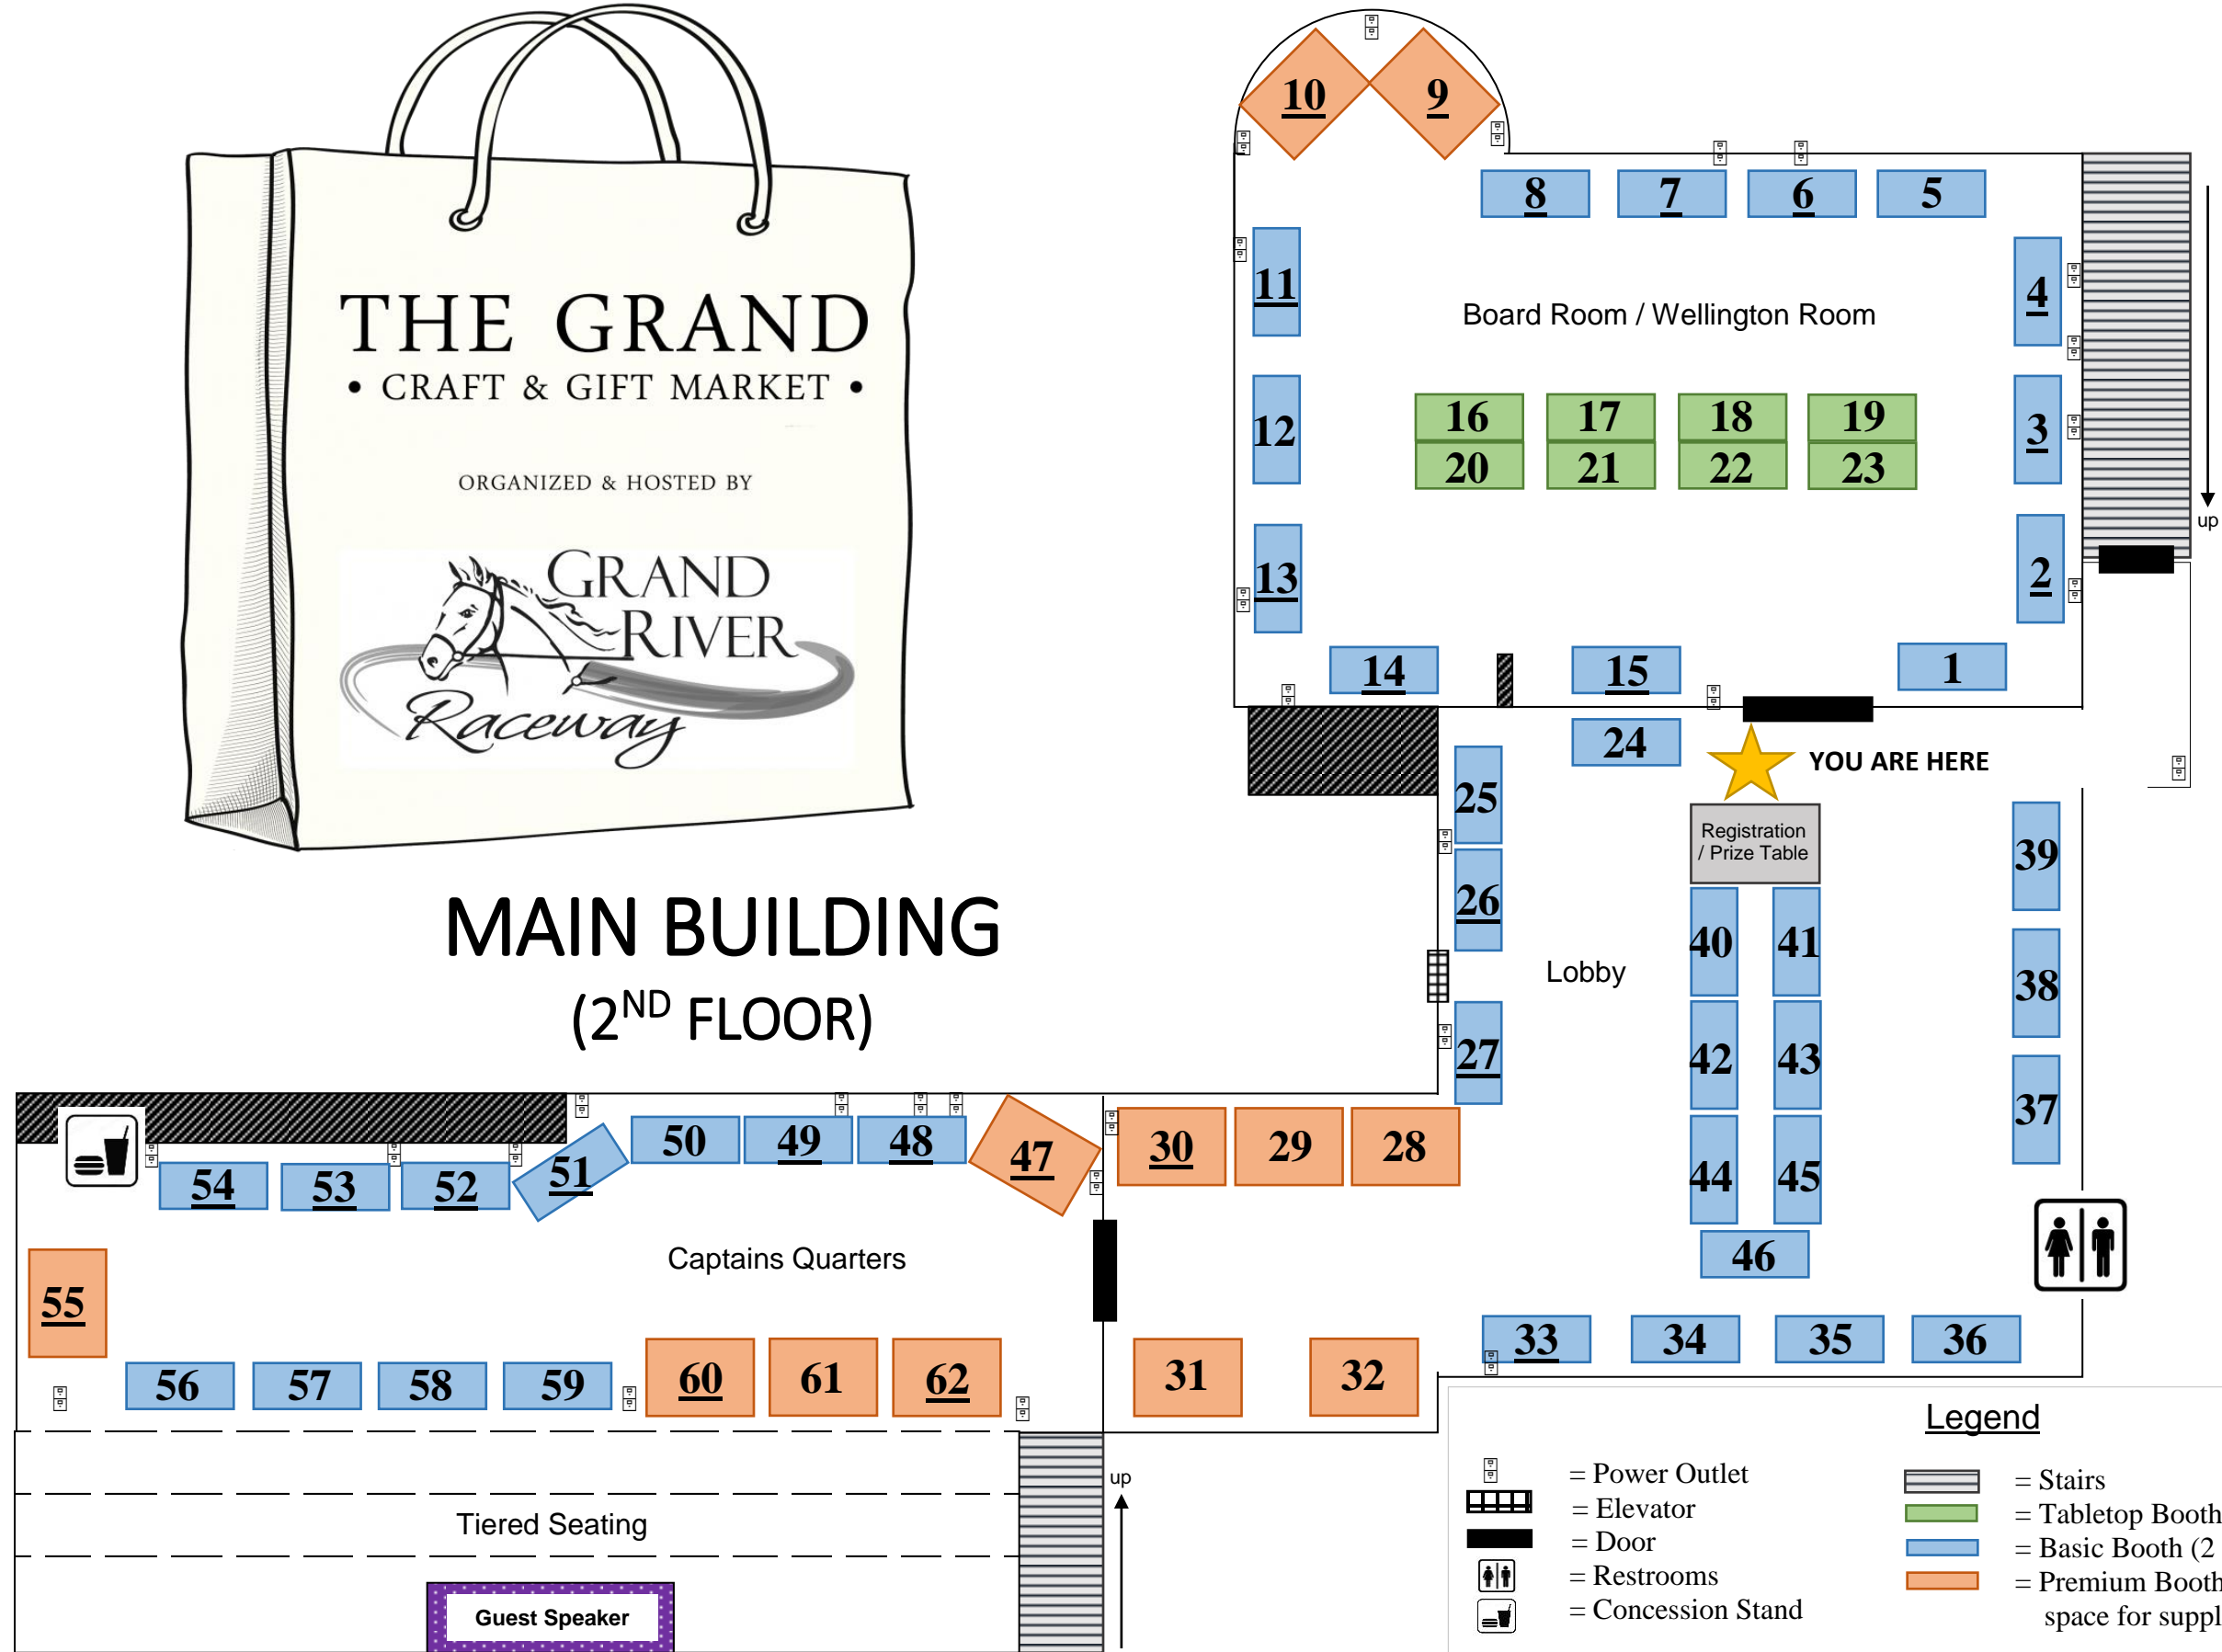 THE GRAND
• CRAFT & GIFT MARKET •
ORGANIZED & HOSTED BY
GRAND
RIVER
Raceway
MAIN BUILDING
(2ND FLOOR)
10
9
8
7
6
5
11
4
Board Room / Wellington Room
12
3
16
17
18
19
20
21
22
23
up
13
2
14
15
1
24
YOU ARE HERE
25
Registration
/ Prize Table
39
26
40
41
Lobby
38
27
42
43
37
44
45
46
33
34
35
36
30
29
28
31
32
47
48
49
50
51
52
53
54
Captains Quarters
55
56
57
58
59
60
61
62
up
Tiered Seating
Guest Speaker
Legend
= Power Outlet
= Elevator
= Door
= Restrooms
= Concession Stand
= Stairs
= Tabletop Booth
= Basic Booth (2
= Premium Booth
space for suppl